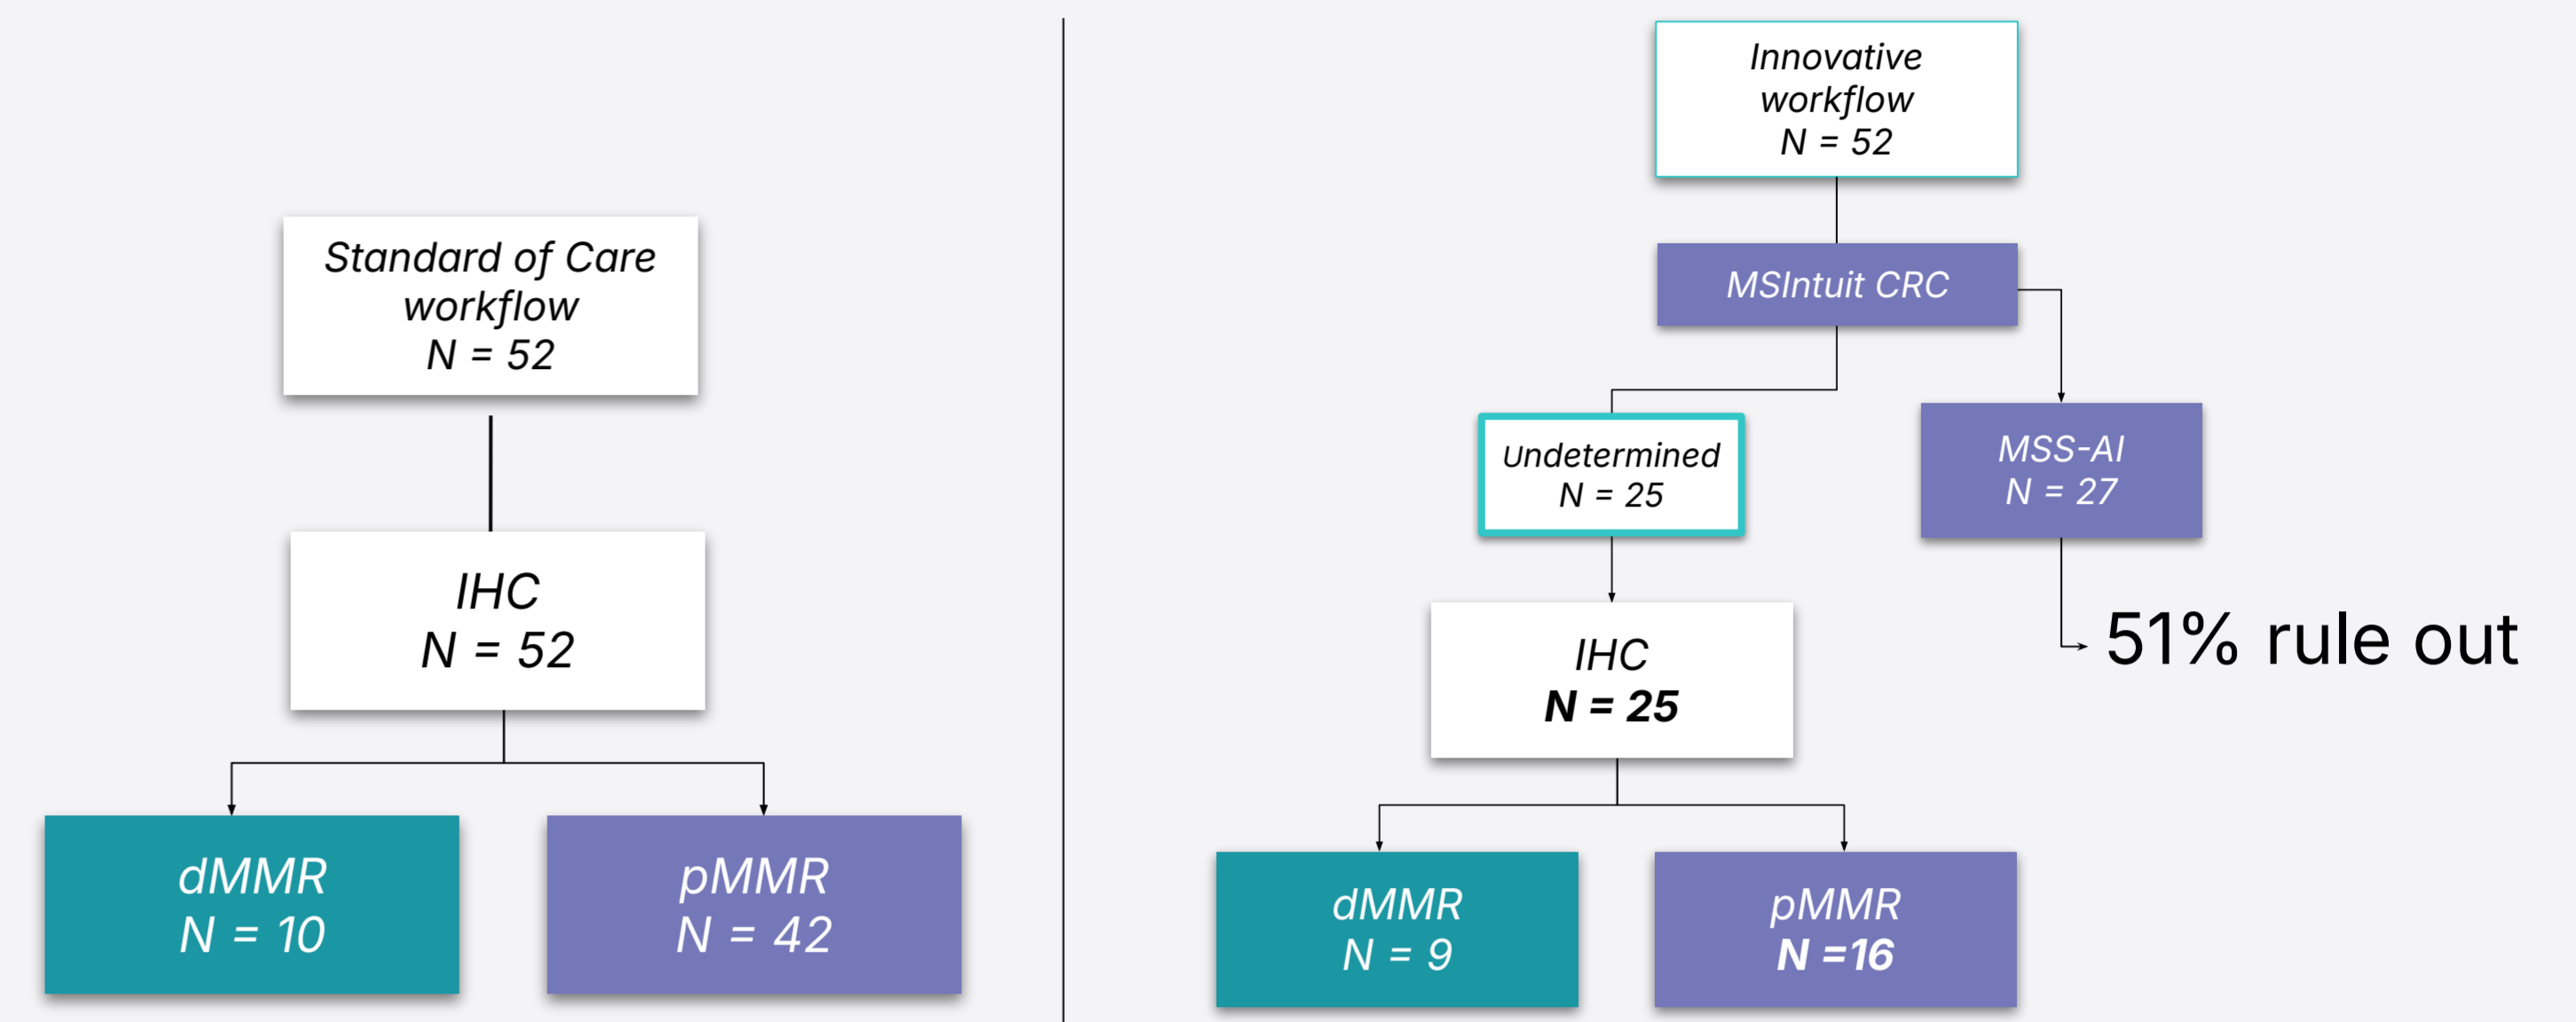 Standard of Care
workflow
N = 52
IHC
N = 52
dMMR
N = 10
pMMR
N = 42
Innovative
workflow
N = 52
MSIntuit CRC
Undetermined
N = 25
MSS-AI
N = 27
51% rule out
IHC
N = 25
dMMR
N = 9
pMMR
N =16